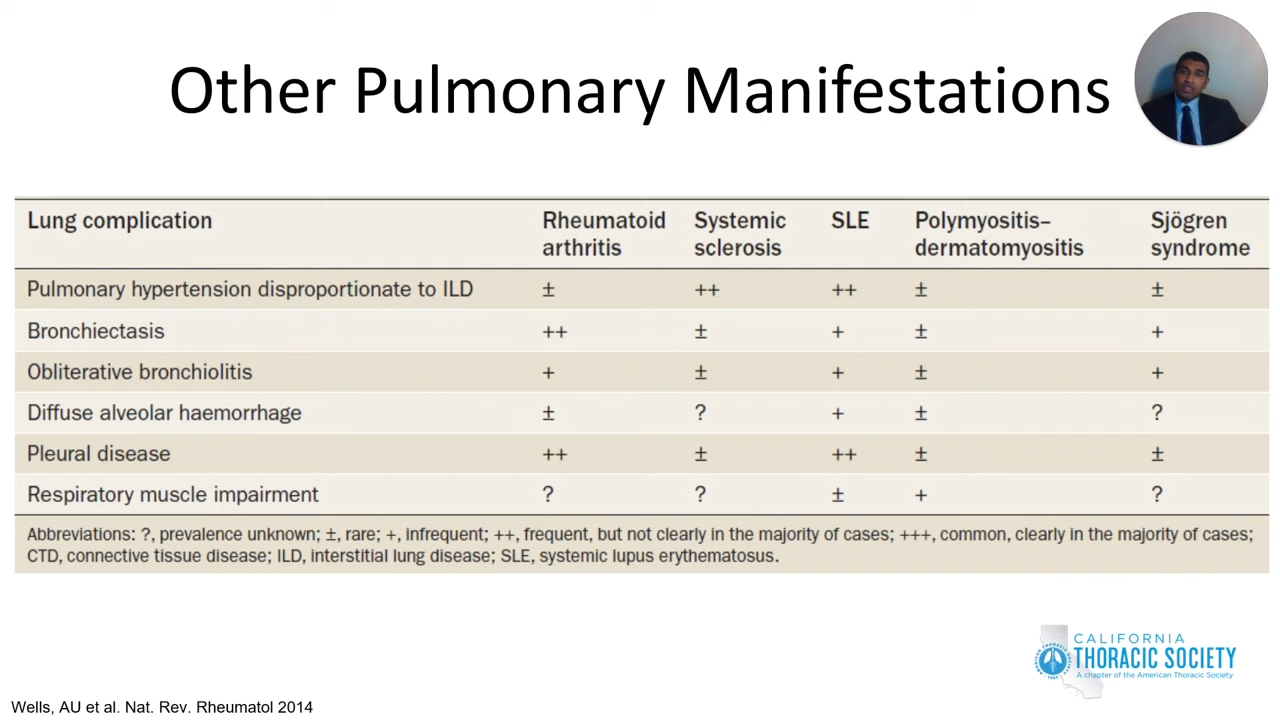 Other Pulmonary Manifestations
Lung complication Rheumatoid arthritis Systemic sclerosis SLE Polymyositis–dermatomyositis Sjögren syndrome
Pulmonary hypertension disproportionate to ILD ± ++ ++ ± ±
Bronchiectasis ++ ± + ± +
Obliterative bronchiolitis + ± + ± +
Diffuse alveolar haemorrhage ± ? + ± ?
Pleural disease ++ ± ++ ± ±
Respiratory muscle impairment ? ? ± + ?
Abbreviations: ?, prevalence unknown; ±, rare; +, infrequent; ++, frequent, but not clearly in the majority of cases; +++, common, clearly in the majority of cases;
CTD, connective tissue disease; ILD, interstitial lung disease; SLE, systemic lupus erythematosus.
CALIFORNIA
THORACIC SOCIETY
A chapter of the American Thoracic Society
Wells, AU et al. Nat. Rev. Rheumatol 2014